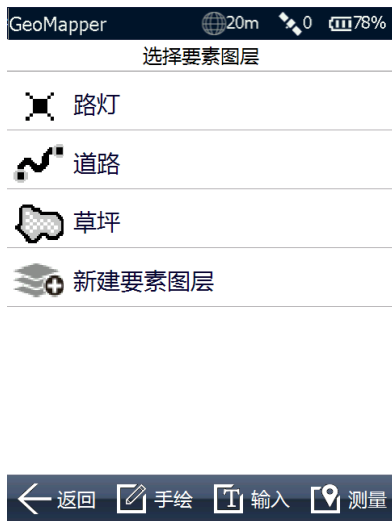 GeoMapper 20m 0 78%
选择要素图层
路灯
道路
草坪
新建要素图层
返回 手绘 T 输入 测量